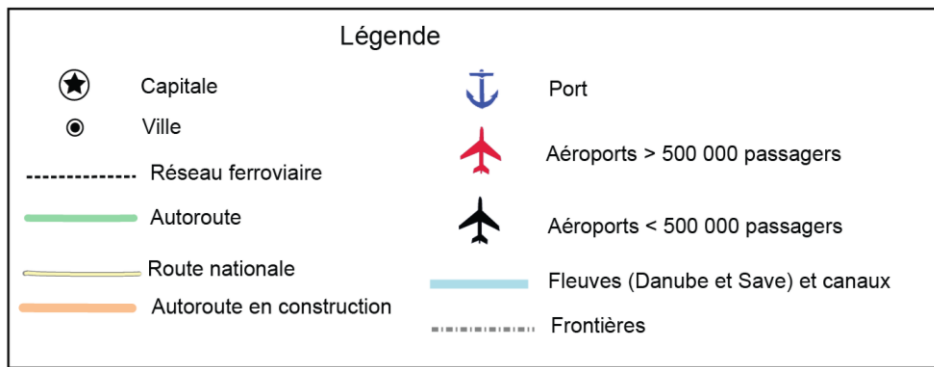 Légende
Capitale
Ville
Réseau ferroviaire
Autoroute
Route nationale
Autoroute en construction
Port
Aéroports > 500 000 passagers
Aéroports < 500 000 passagers
Fleuves (Danube et Save) et canaux
Frontières